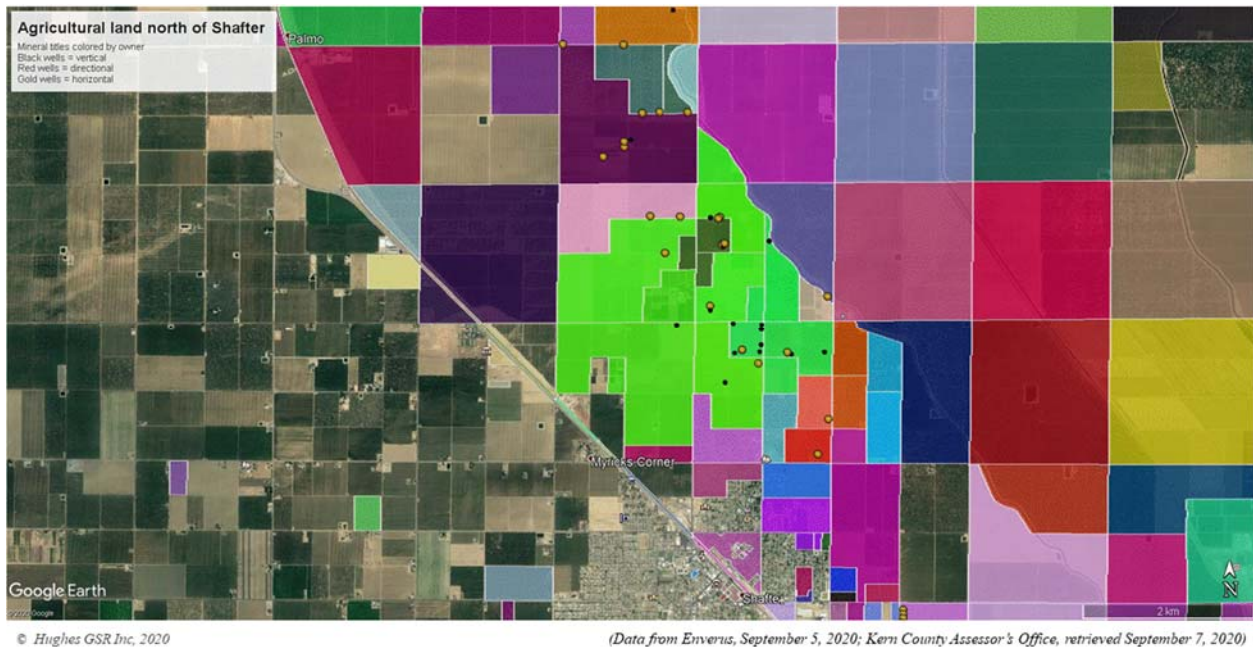 Agricultural land north of Shafter
Mineral titles colored by owner
Black wells = vertical
Red wells = directional
Gold wells = horizontal
Palmo
Myricks Corner
Shafter
Google Earth
N
2 km
© Hughes GSR Inc, 2020
(Data from Enverus, September 5, 2020; Kern County Assessor's Office, retrieved September 7, 2020)